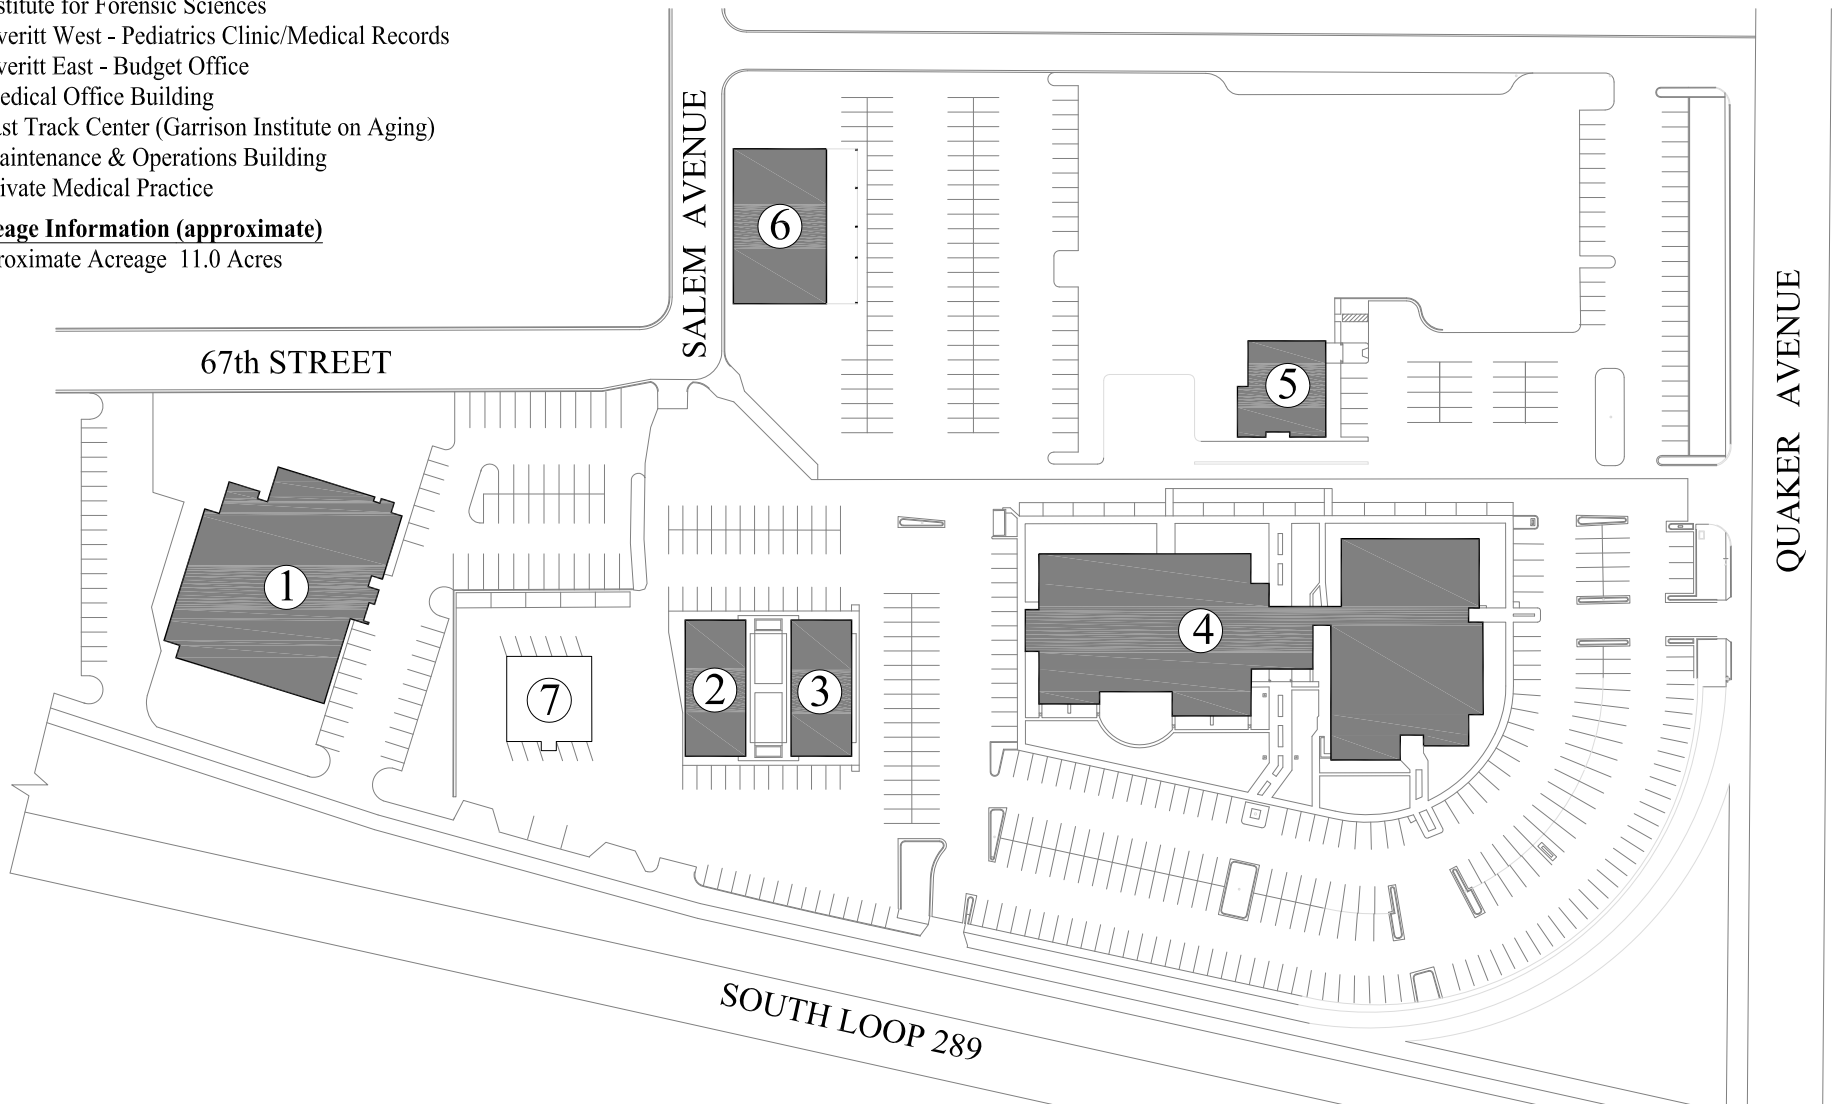 stitute for Forensic Sciences
veritt West - Pediatrics Clinic/Medical Records
veritt East - Budget Office
edical Office Building
st Track Center (Garrison Institute on Aging)
aintenance & Operations Building
ivate Medical Practice
eage Information (approximate)
roximate Acreage 11.0 Acres
SALEM AVENUE
67th STREET
QUAKER AVENUE
6
5
1
4
2
3
7
SOUTH LOOP 289